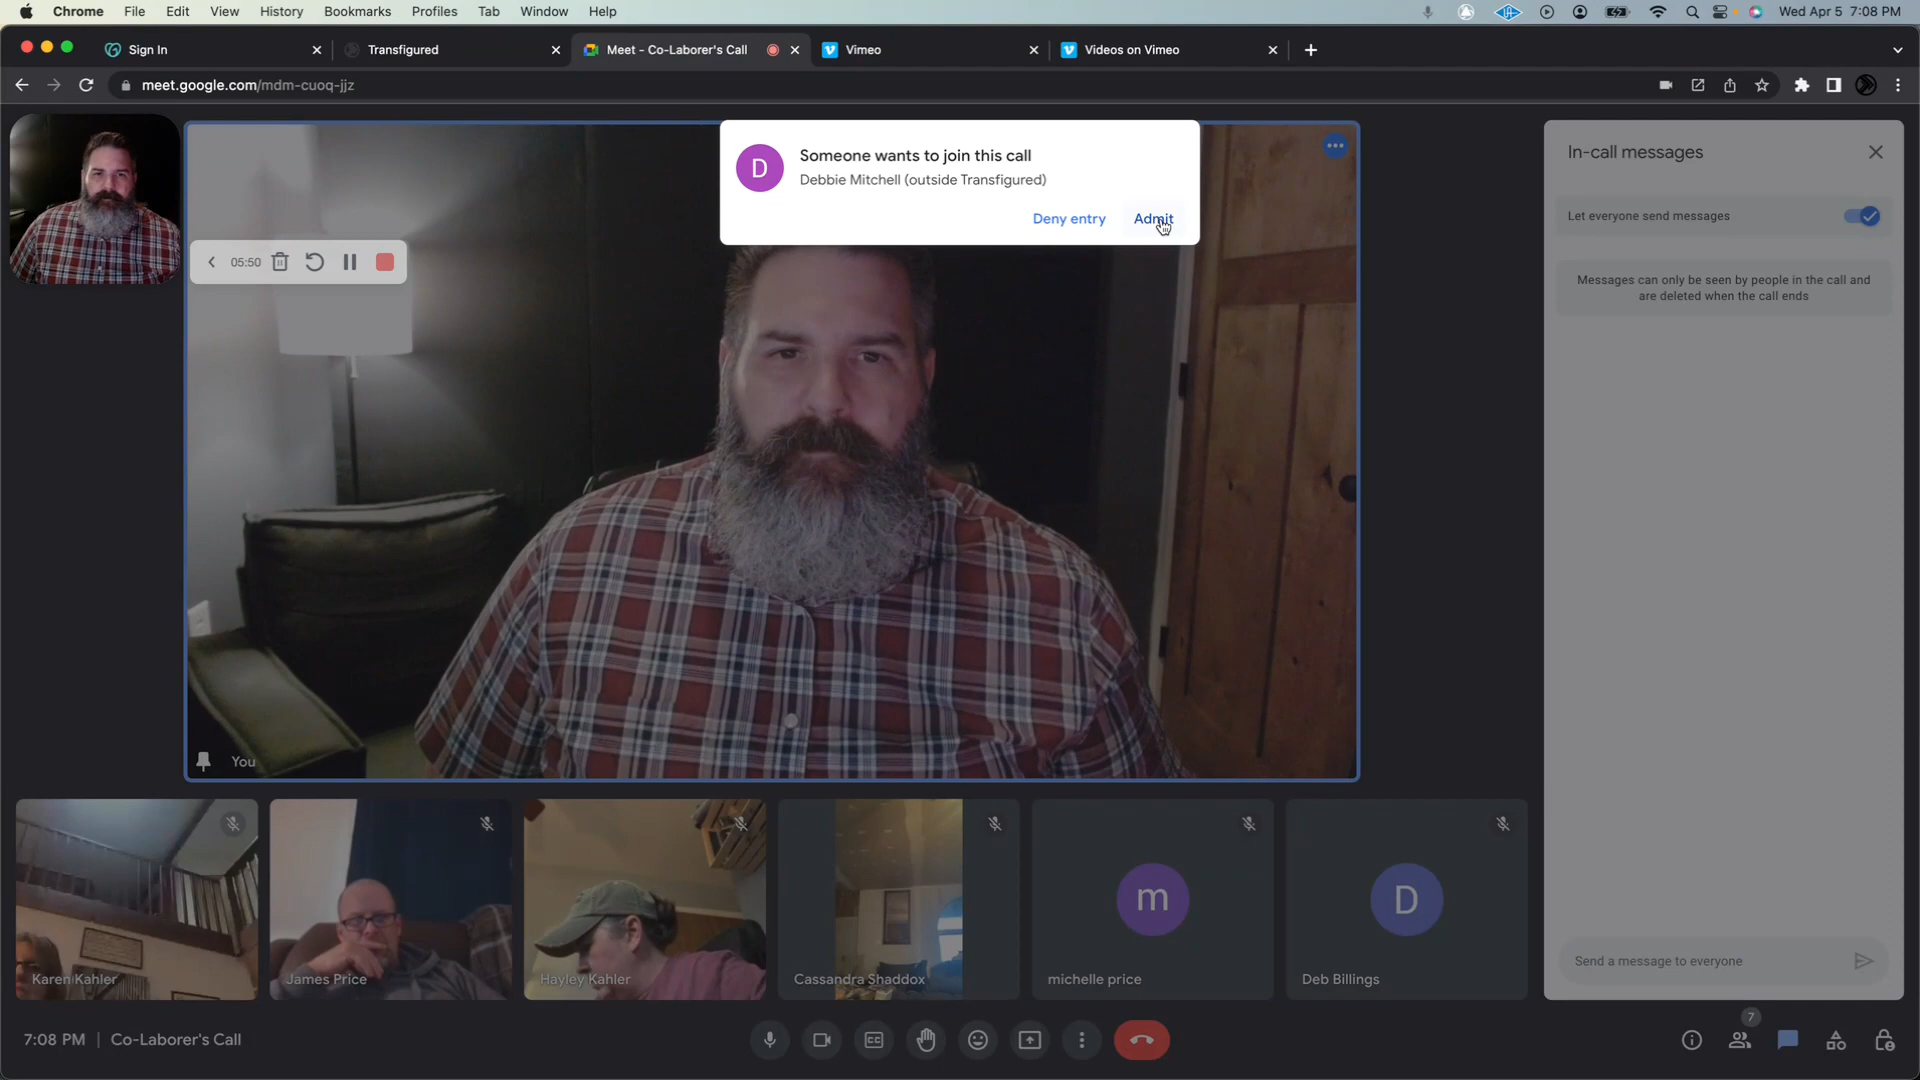 Chrome File Edit View History Bookmarks Profiles Tab Window Help Wed Apr 5 7:08 PM
Sign In Transfigured Meet - Co-Laborer's Call Vimeo Videos on Vimeo
meet.google.com/mdm-cuoq-jjz
D
Someone wants to join this call
Debbie Mitchell (outside Transfigured)
Deny entry Admit
05:50
You
In-call messages
Let everyone send messages
Messages can only be seen by people in the call and
are deleted when the call ends
Send a message to everyone
Karen Kahler
James Price
Hayley Kahler
Cassandra Shaddox
m
michelle price
D
Deb Billings
7:08 PM | Co-Laborer's Call
7